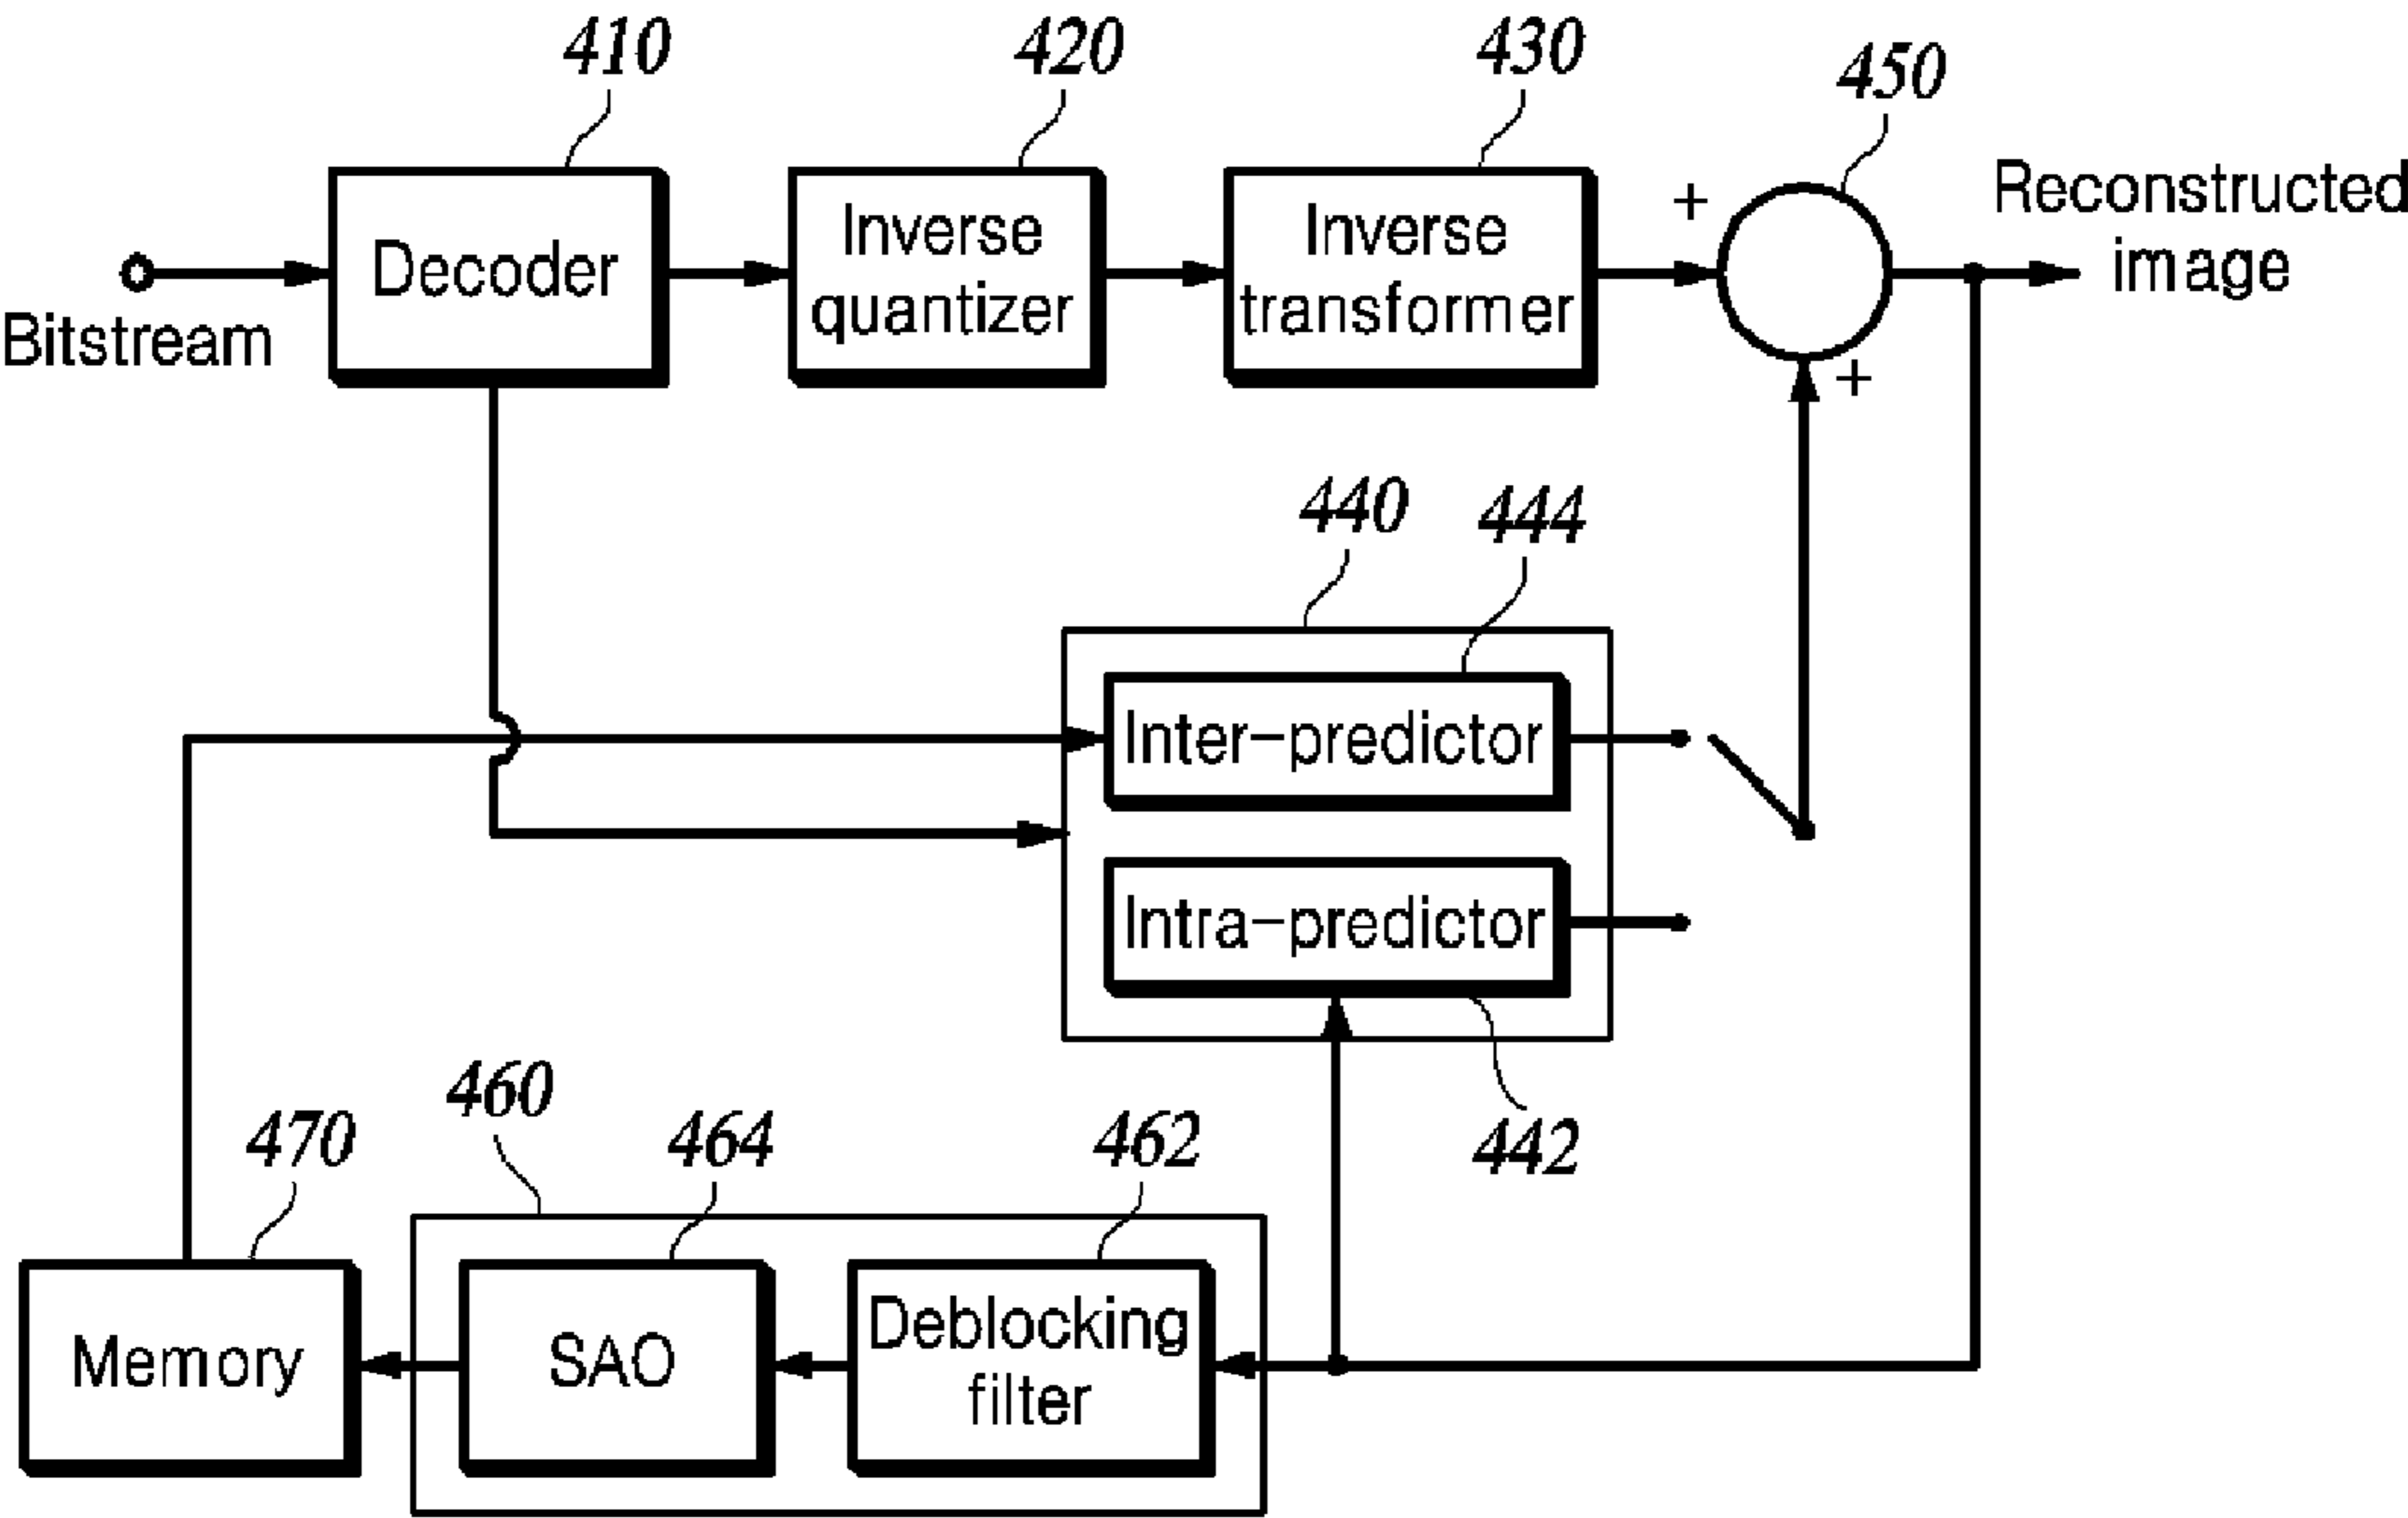 410
420
430
450
Decoder
Inverse
quantizer
Inverse
transformer
+
Reconstructed
image
Bitstream
+
440
444
Inter-predictor
Intra-predictor
442
460
470
464
462
Memory
SAO
Deblocking
filter